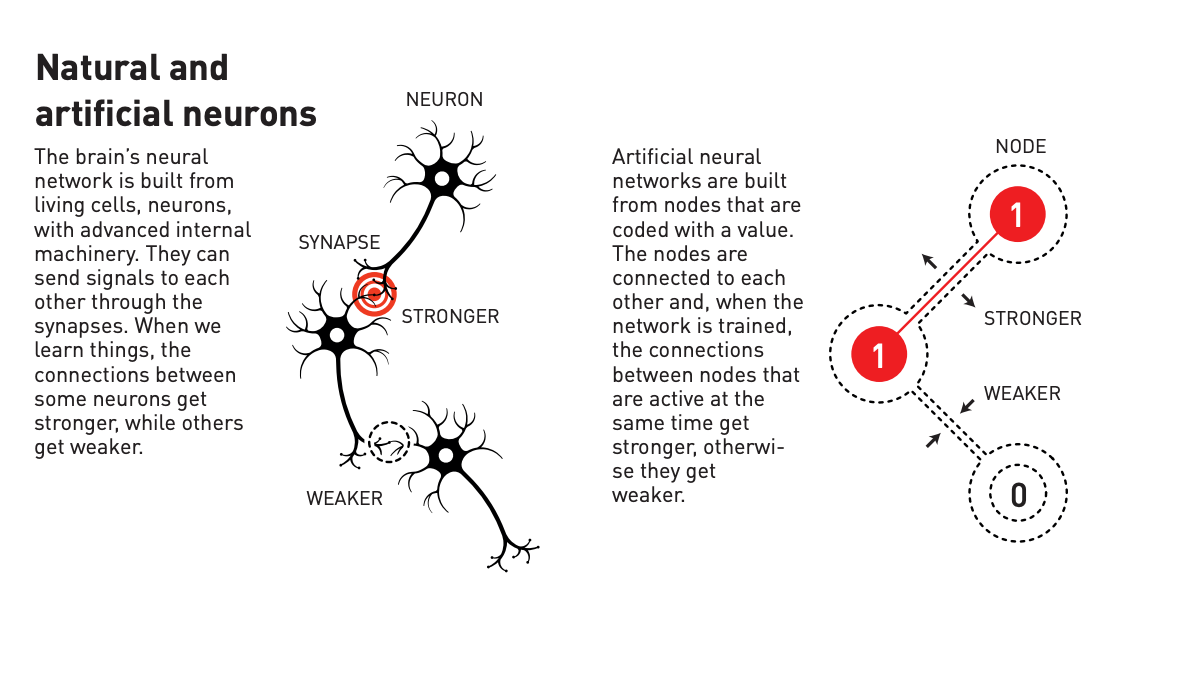 Natural and
artificial neurons
The brain’s neural
network is built from
living cells, neurons,
with advanced internal
machinery. They can
send signals to each
other through the
synapses. When we
learn things, the
connections between
some neurons get
stronger, while others
get weaker.
NEURON
SYNAPSE
STRONGER
WEAKER
Artificial neural
networks are built
from nodes that are
coded with a value.
The nodes are
connected to each
other and, when the
network is trained,
the connections
between nodes that
are active at the
same time get
stronger, otherwi-
se they get
weaker.
NODE
1
STRONGER
1
WEAKER
0